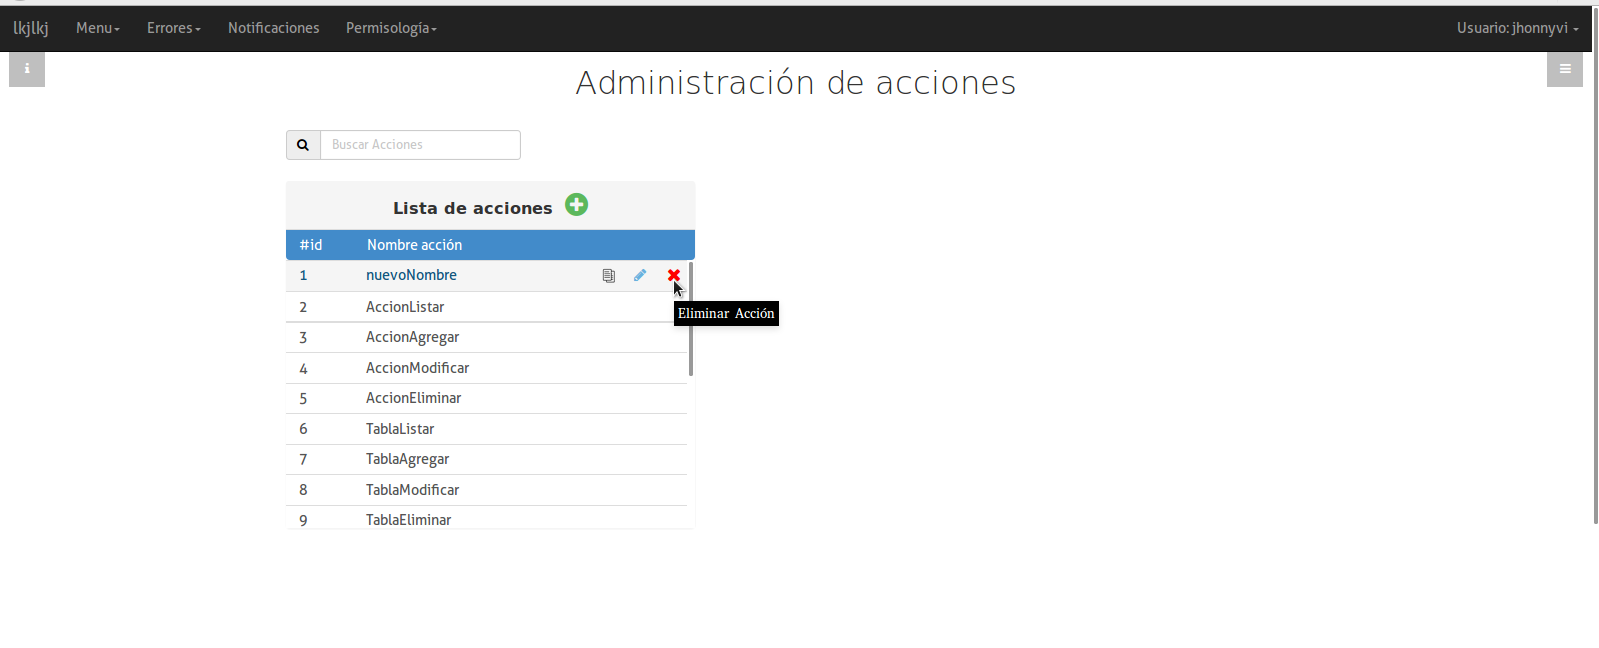 lkjlkj Menu Errores Notificaciones Permisología Usuario: jhonnyvi
Administración de acciones
Buscar Acciones
Lista de acciones
#id Nombre acción
1 nuevoNombre
Eliminar Acción
2 AccionListar
3 AccionAgregar
4 AccionModificar
5 AccionEliminar
6 TablaListar
7 TablaAgregar
8 TablaModificar
9 TablaEliminar